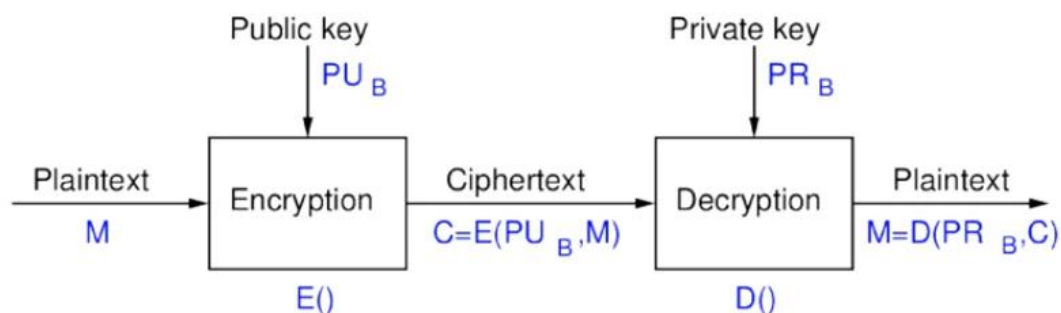 Public key
PU B
Private key
PR B
Plaintext
M
Encryption
E()
Ciphertext
C=E(PU B,M)
Decryption
D()
Plaintext
M=D(PR B,C)